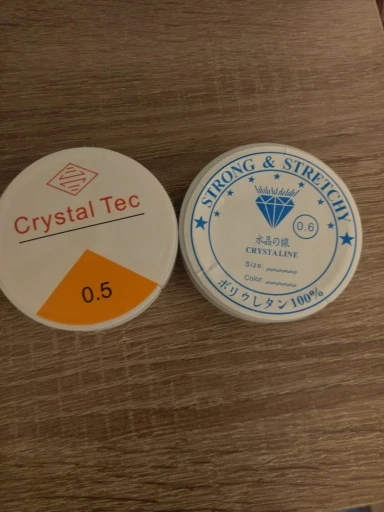 Crystal Tec
0.5
STRONG & STRETCHY
0.6
水晶の線
CRYSTALINE
Size:
Color:
ポリウレタン100%